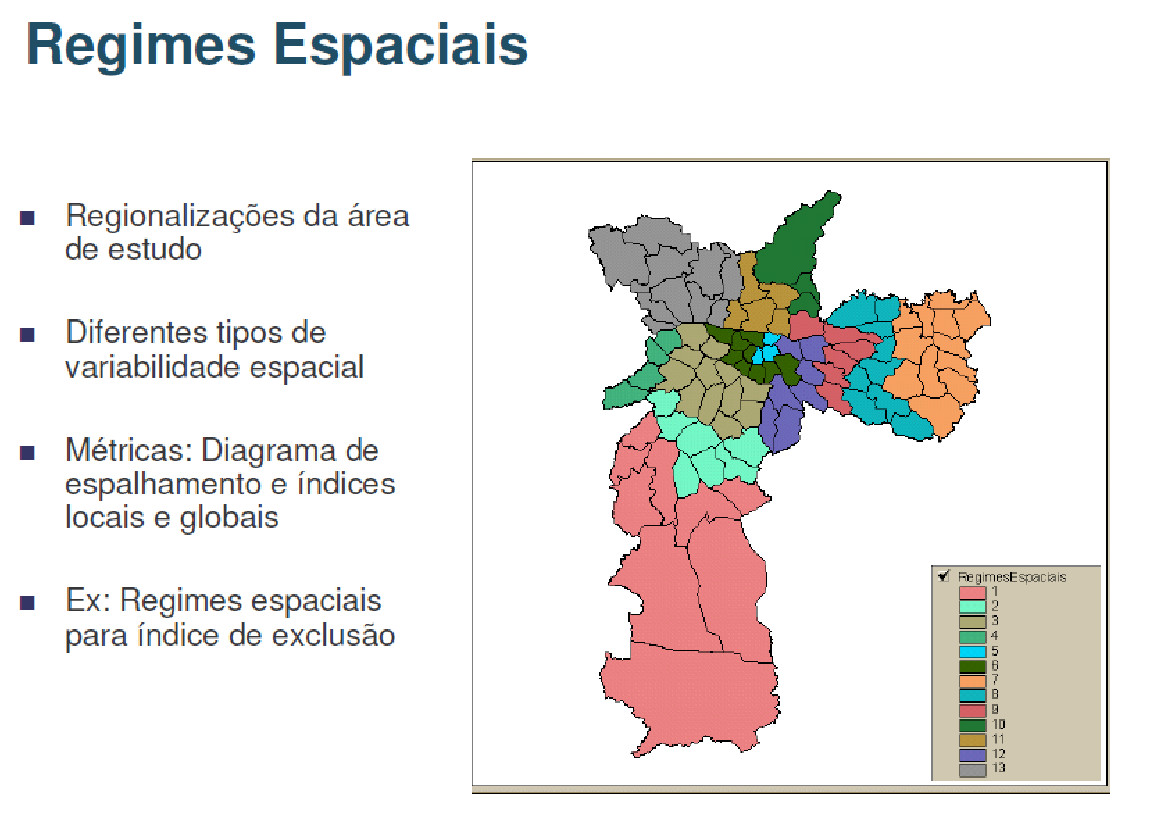 Regimes Espaciais
Regionalizações da área
de estudo
Diferentes tipos de
variabilidade espacial
Métricas: Diagrama de
espalhamento e índices
locais e globais
Ex: Regimes espaciais
para índice de exclusão
RegimesEspaciais
1
2
3
4
5
6
7
8
9
10
11
12
13